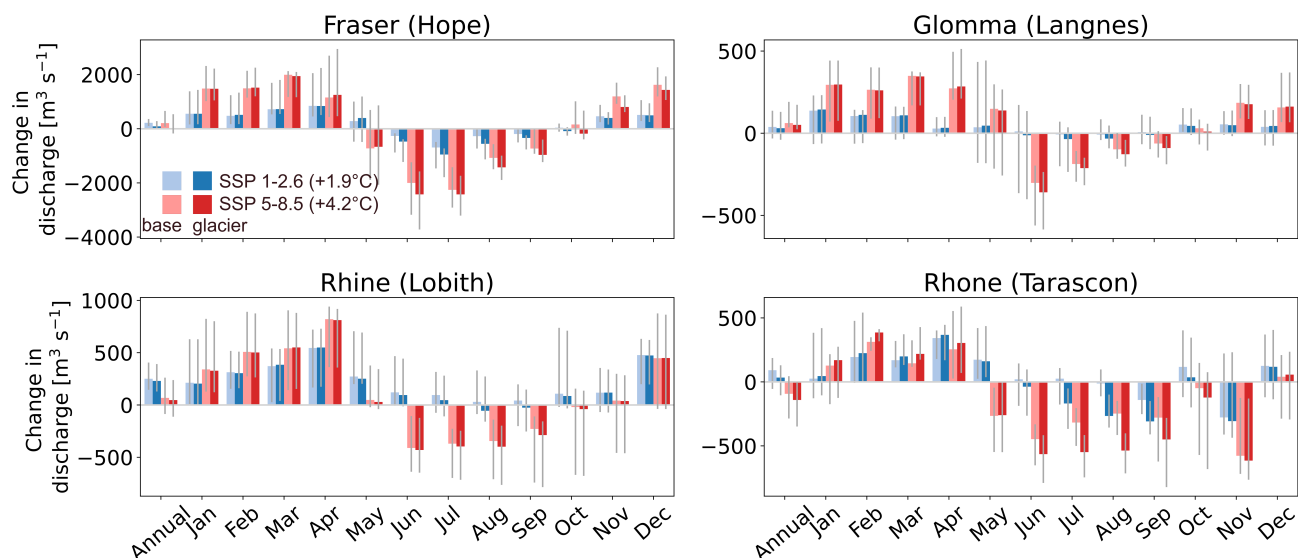 Fraser (Hope)
Glomma (Langnes)
Change in
discharge [m³ s⁻¹]
2000
0
−2000
−4000
SSP 1-2.6 (+1.9°C)
SSP 5-8.5 (+4.2°C)
base glacier
500
0
−500
Rhine (Lobith)
Rhone (Tarascon)
Change in
discharge [m³ s⁻¹]
1000
500
0
−500
500
0
−500
Annual Jan Feb Mar Apr May Jun Jul Aug Sep Oct Nov Dec
Annual Jan Feb Mar Apr May Jun Jul Aug Sep Oct Nov Dec